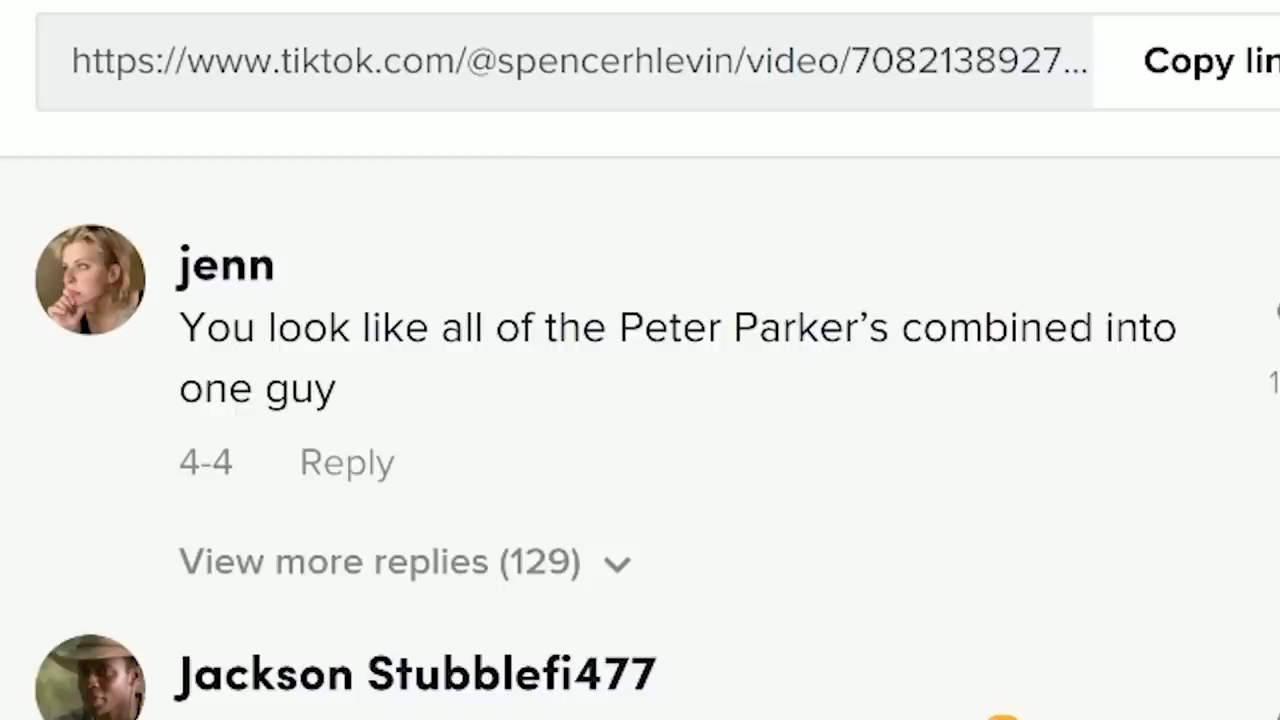 https://www.tiktok.com/@spencerhlevin/video/7082138927...
Copy
jenn
You look like all of the Peter Parker’s combined into
one guy
4-4 Reply
View more replies (129)
Jackson Stubblefi477